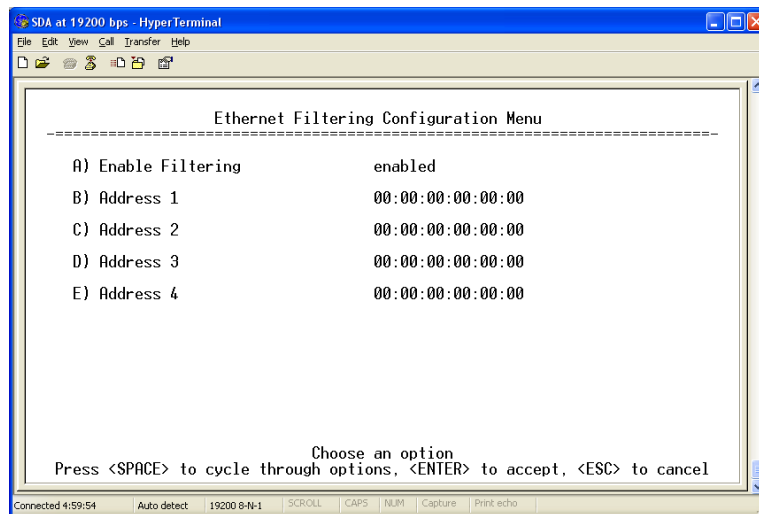 SDA at 19200 bps - HyperTerminal
File Edit View Call Transfer Help
Ethernet Filtering Configuration Menu
-==========================================================================-
A) Enable Filtering enabled
B) Address 1 00:00:00:00:00:00
C) Address 2 00:00:00:00:00:00
D) Address 3 00:00:00:00:00:00
E) Address 4 00:00:00:00:00:00
Choose an option
Press <SPACE> to cycle through options, <ENTER> to accept, <ESC> to cancel
Connected 4:59:54 Auto detect 19200 8-N-1 SCROLL CAPS NUM Capture Print echo